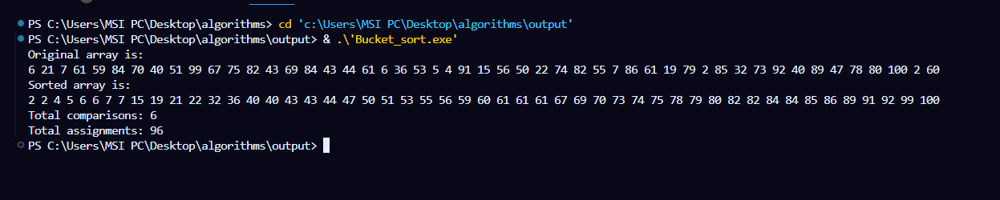 PS C:\Users\MSI PC\Desktop\algorithms> cd 'c:\Users\MSI PC\Desktop\algorithms\output'
PS C:\Users\MSI PC\Desktop\algorithms\output> & .\'Bucket_sort.exe'
Original array is:
6 21 7 61 59 84 70 40 51 99 67 75 82 43 69 84 43 44 61 6 36 53 5 4 91 15 56 50 22 74 82 55 7 86 61 19 79 2 85 32 73 92 40 89 47 78 80 100 2 60
Sorted array is:
2 2 4 5 6 6 7 7 15 19 21 22 32 36 40 40 43 43 44 47 50 51 53 55 56 59 60 61 61 61 67 69 70 73 74 75 78 79 80 82 82 84 84 85 86 89 91 92 99 100
Total comparisons: 6
Total assignments: 96
PS C:\Users\MSI PC\Desktop\algorithms\output>